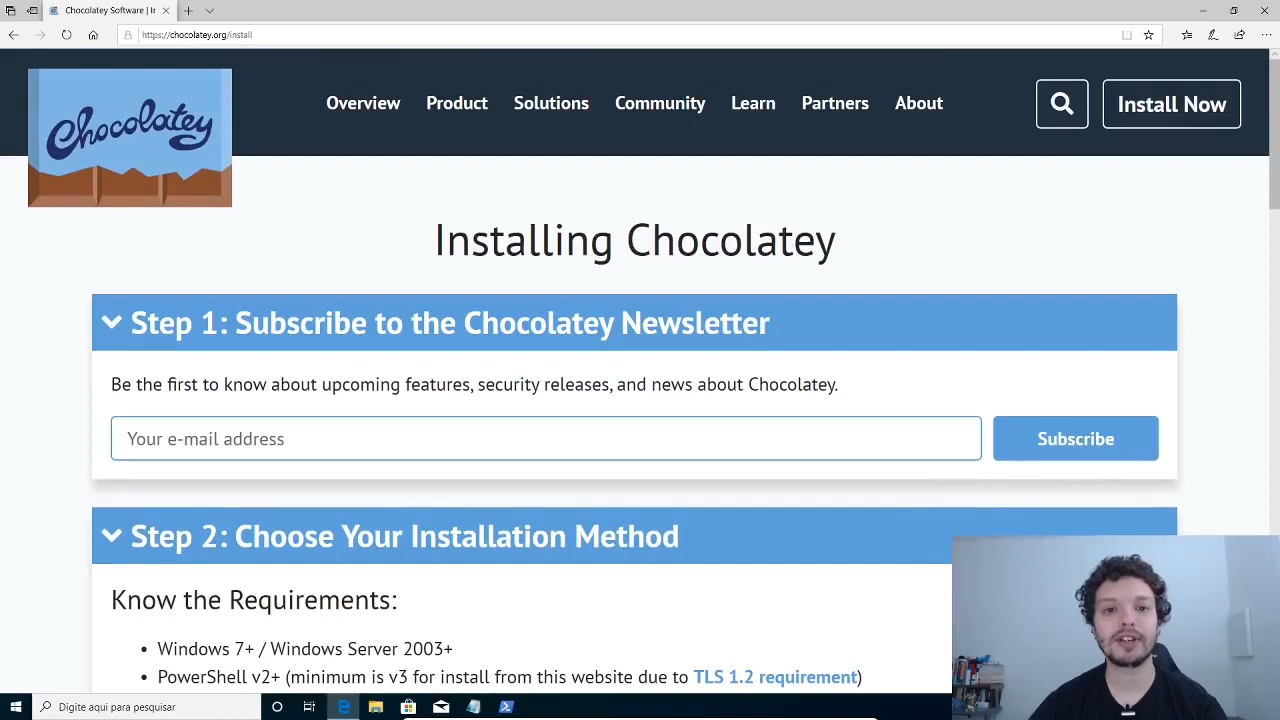 Chocolatey Software | In
https://chocolatey.org/install
Chocolatey
Overview
Product
Solutions
Community
Learn
Partners
About
Install Now
Installing Chocolatey
Step 1: Subscribe to the Chocolatey Newsletter
Be the first to know about upcoming features, security releases, and news about Chocolatey.
Your e-mail address
Subscribe
Step 2: Choose Your Installation Method
Know the Requirements:
• Windows 7+ / Windows Server 2003+
• PowerShell v2+ (minimum is v3 for install from this website due to TLS 1.2 requirement)
Digite aqui para pesquisar